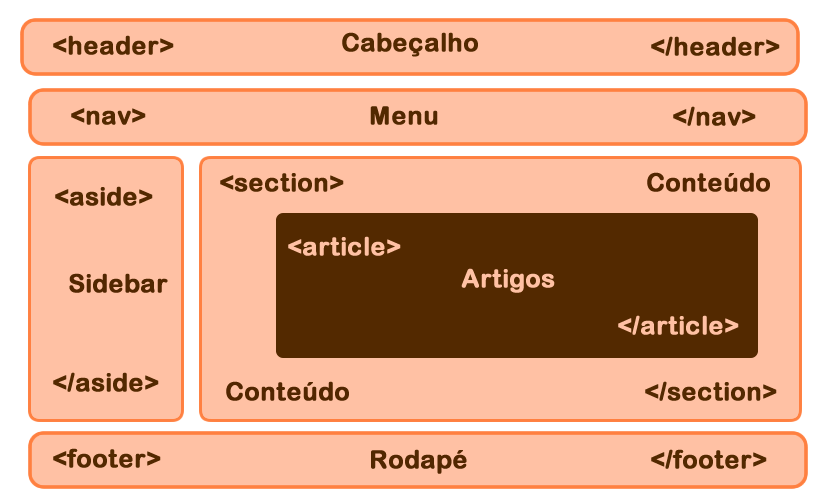 <header> Cabeçalho </header>
<nav> Menu </nav>
<aside>
Sidebar
</aside>
<section> Conteúdo
<article>
Artigos
</article>
Conteúdo </section>
<footer> Rodapé </footer>